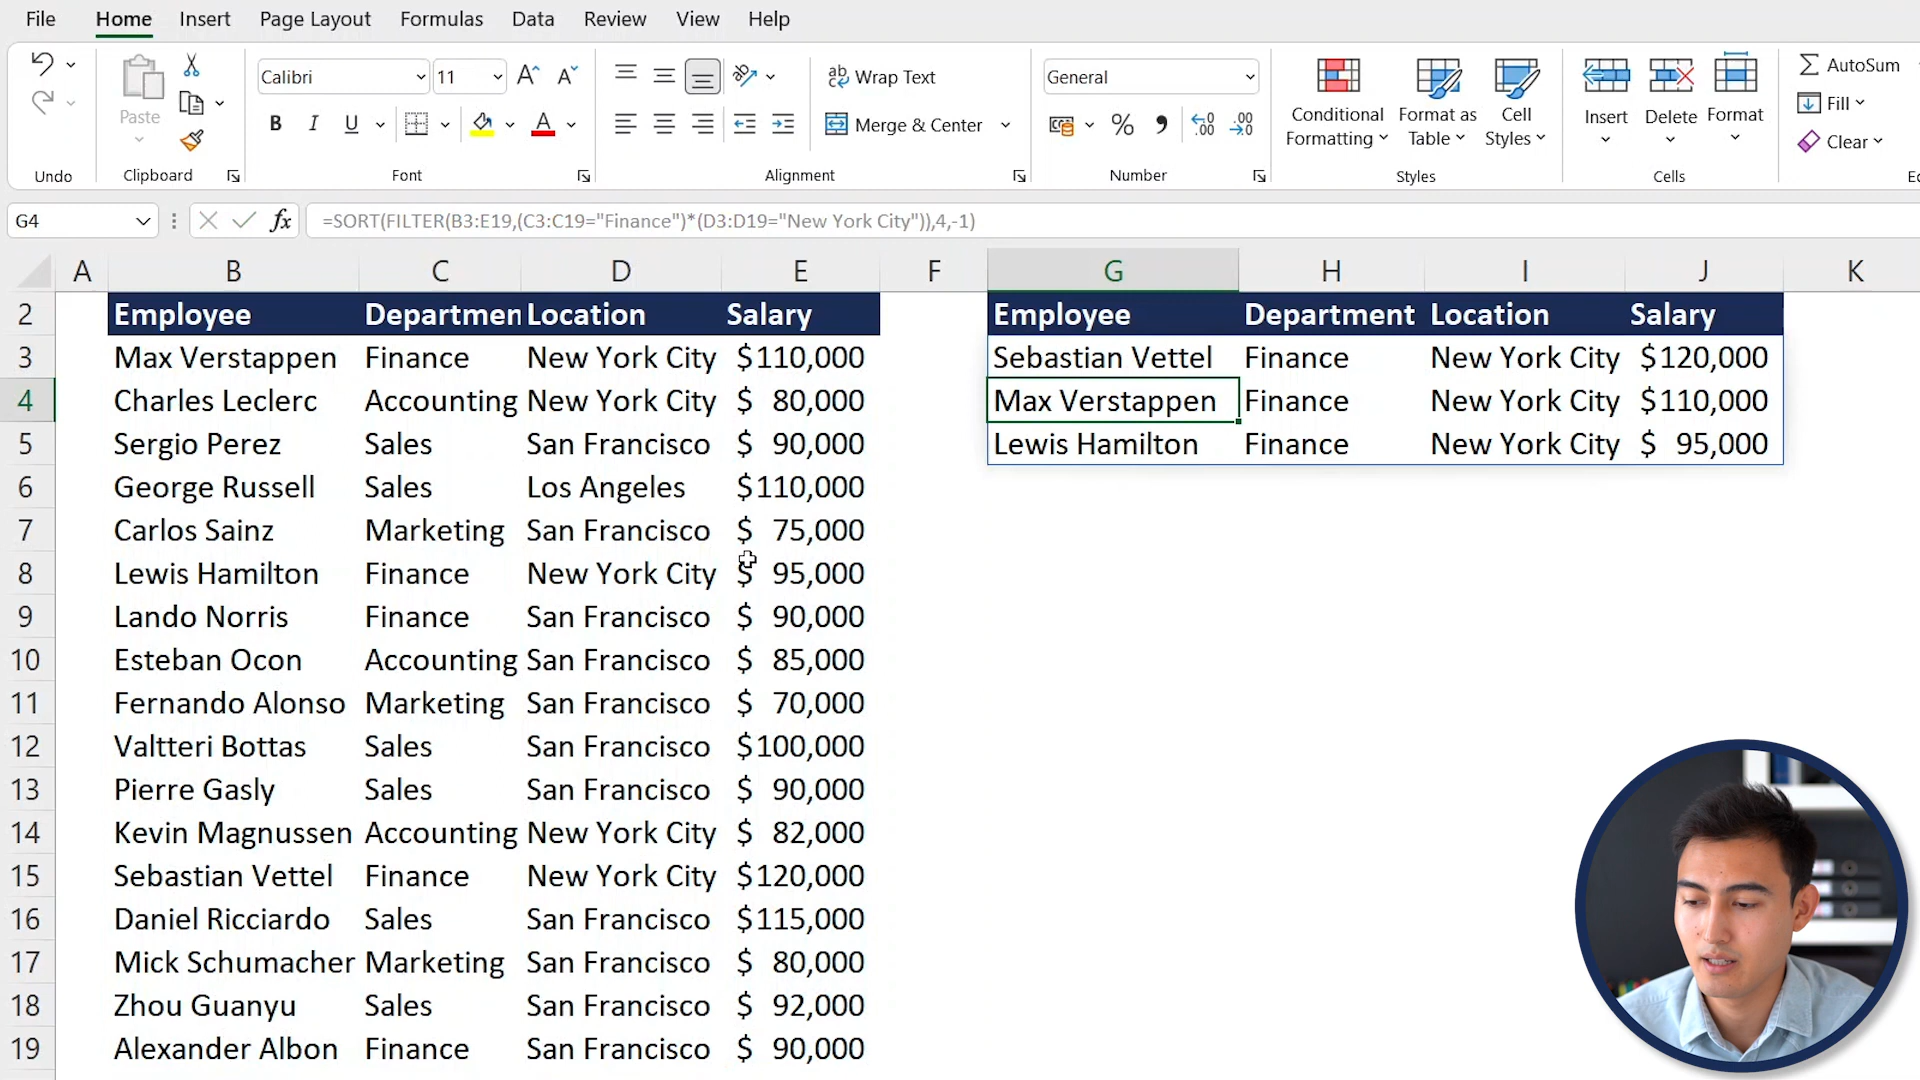 File Home Insert Page Layout Formulas Data Review View Help
Calibri 11 Wrap Text General AutoSum
Paste Conditional Formatting Format as Table Cell Styles Insert Delete Format Fill
B I U A Merge & Center % Clear
Undo Clipboard Font Alignment Number Styles Cells
G4 fx =SORT(FILTER(B3:E19,(C3:C19="Finance")*(D3:D19="New York City")),4,-1)
A B C D E F G H I J K
2 Employee Departmen Location Salary Employee Department Location Salary
3 Max Verstappen Finance New York City $110,000 Sebastian Vettel Finance New York City $120,000
4 Charles Leclerc Accounting New York City $ 80,000 Max Verstappen Finance New York City $110,000
5 Sergio Perez Sales San Francisco $ 90,000 Lewis Hamilton Finance New York City $ 95,000
6 George Russell Sales Los Angeles $110,000
7 Carlos Sainz Marketing San Francisco $ 75,000
8 Lewis Hamilton Finance New York City $ 95,000
9 Lando Norris Finance San Francisco $ 90,000
10 Esteban Ocon Accounting San Francisco $ 85,000
11 Fernando Alonso Marketing San Francisco $ 70,000
12 Valtteri Bottas Sales San Francisco $100,000
13 Pierre Gasly Sales San Francisco $ 90,000
14 Kevin Magnussen Accounting New York City $ 82,000
15 Sebastian Vettel Finance New York City $120,000
16 Daniel Ricciardo Sales San Francisco $115,000
17 Mick Schumacher Marketing San Francisco $ 80,000
18 Zhou Guanyu Sales San Francisco $ 92,000
19 Alexander Albon Finance San Francisco $ 90,000